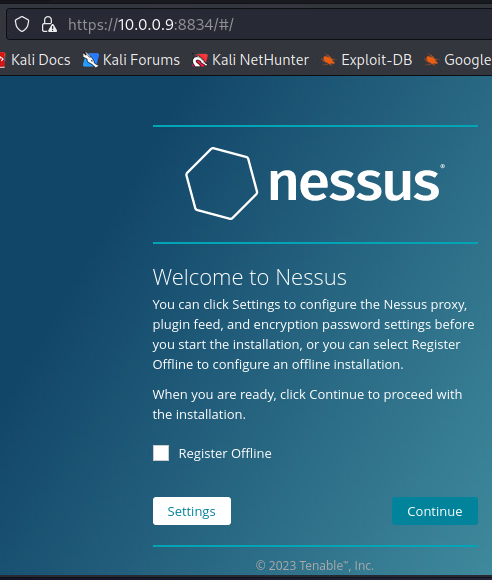 https://10.0.0.9:8834/#/
Kali Docs Kali Forums Kali NetHunter Exploit-DB Google
nessus®
Welcome to Nessus
You can click Settings to configure the Nessus proxy,
plugin feed, and encryption password settings before
you start the installation, or you can select Register
Offline to configure an offline installation.
When you are ready, click Continue to proceed with
the installation.
Register Offline
Settings Continue
© 2023 Tenable™, Inc.